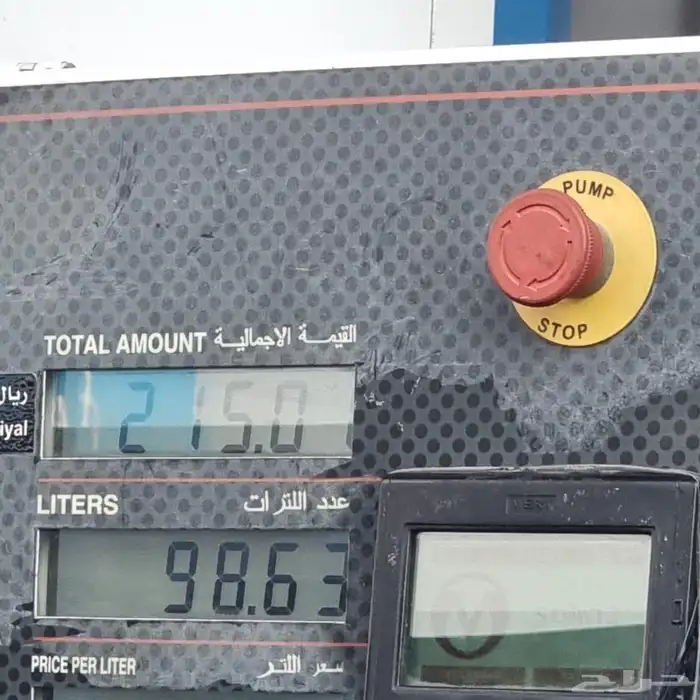 PUMP
STOP
TOTAL AMOUNT القيمة الاجمالية
ريال
iyal
215.0
LITERS عدد اللترات
98.63
PRICE PER LITER سعر اللتر
حراج